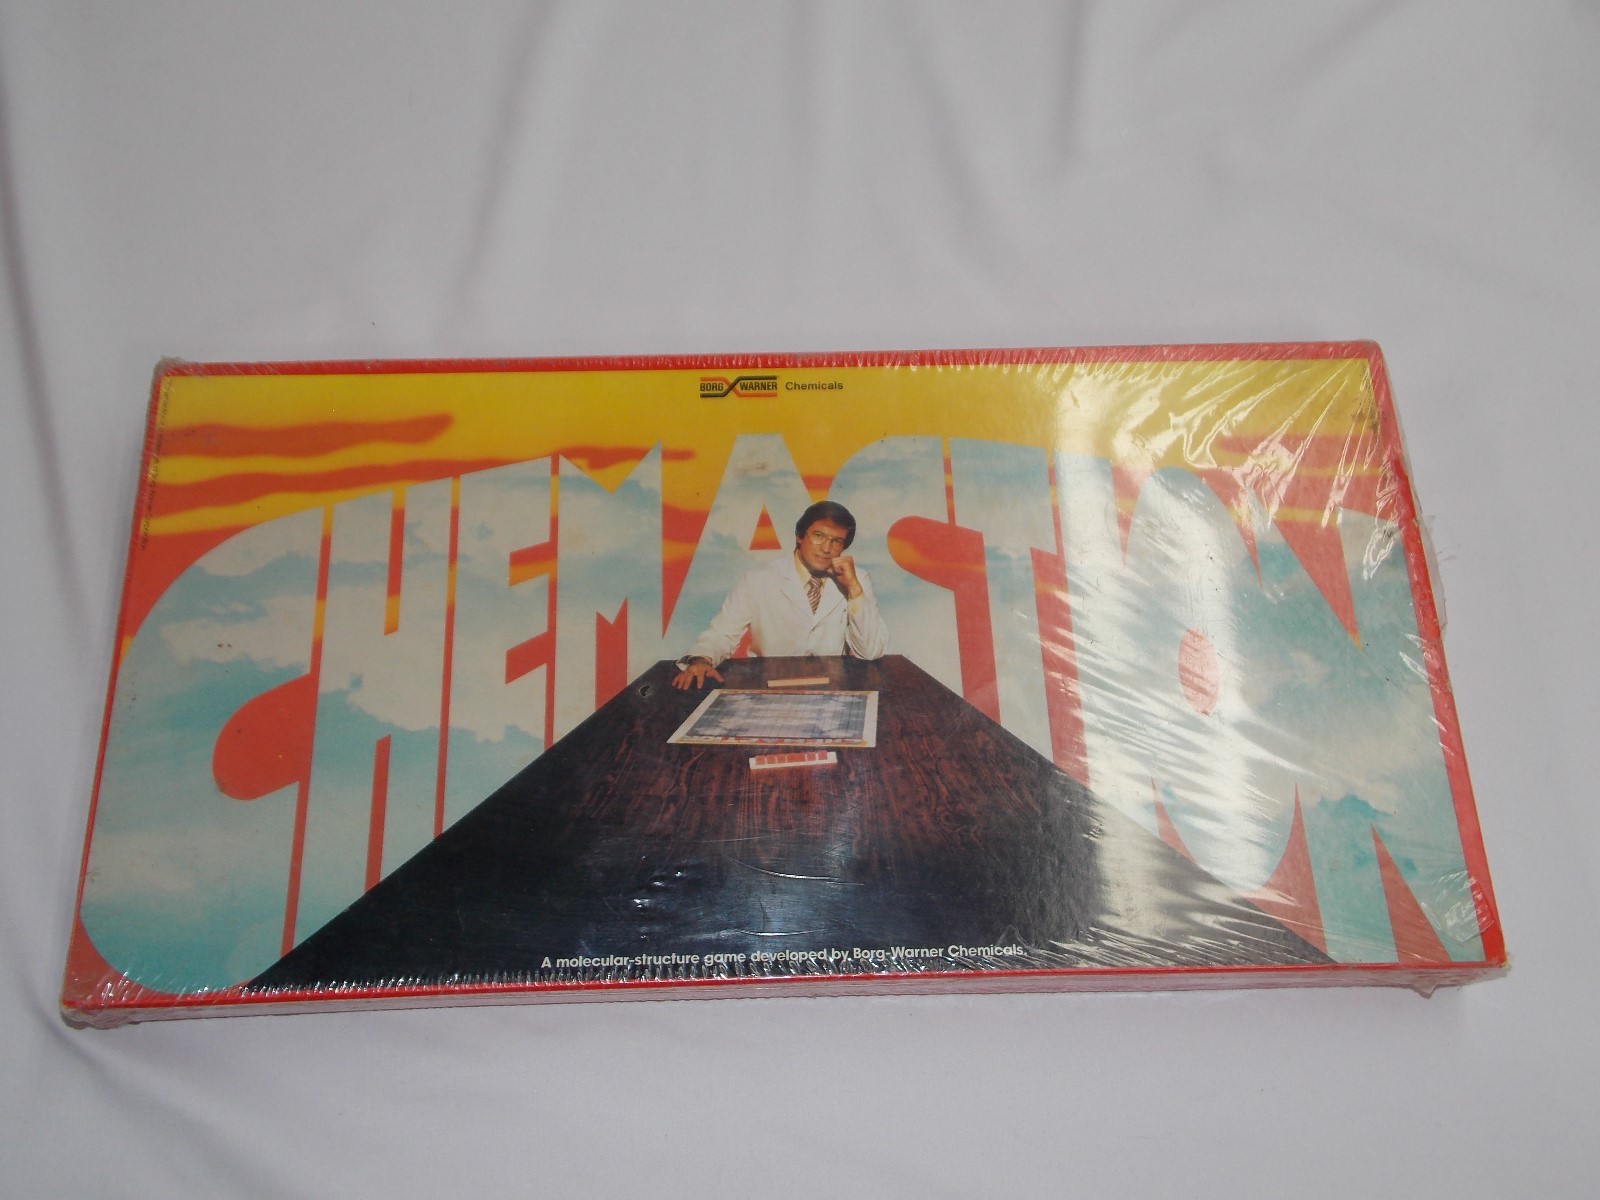 BORG WARNER Chemicals
CHEMACTION
A molecular-structure game developed by Borg-Warner Chemicals.